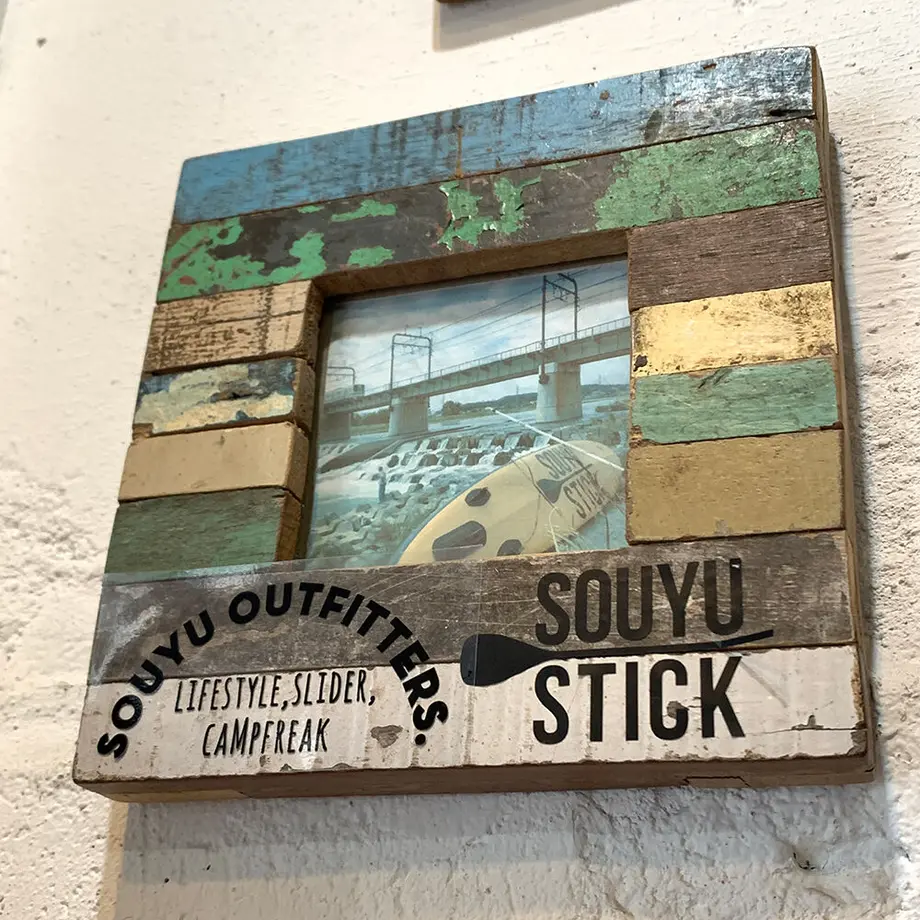 SOUYU
STICK
SOUYU OUTFITTERS.
LIFESTYLE,SLIDER,
CAMPFREAK
SOUYU
STICK